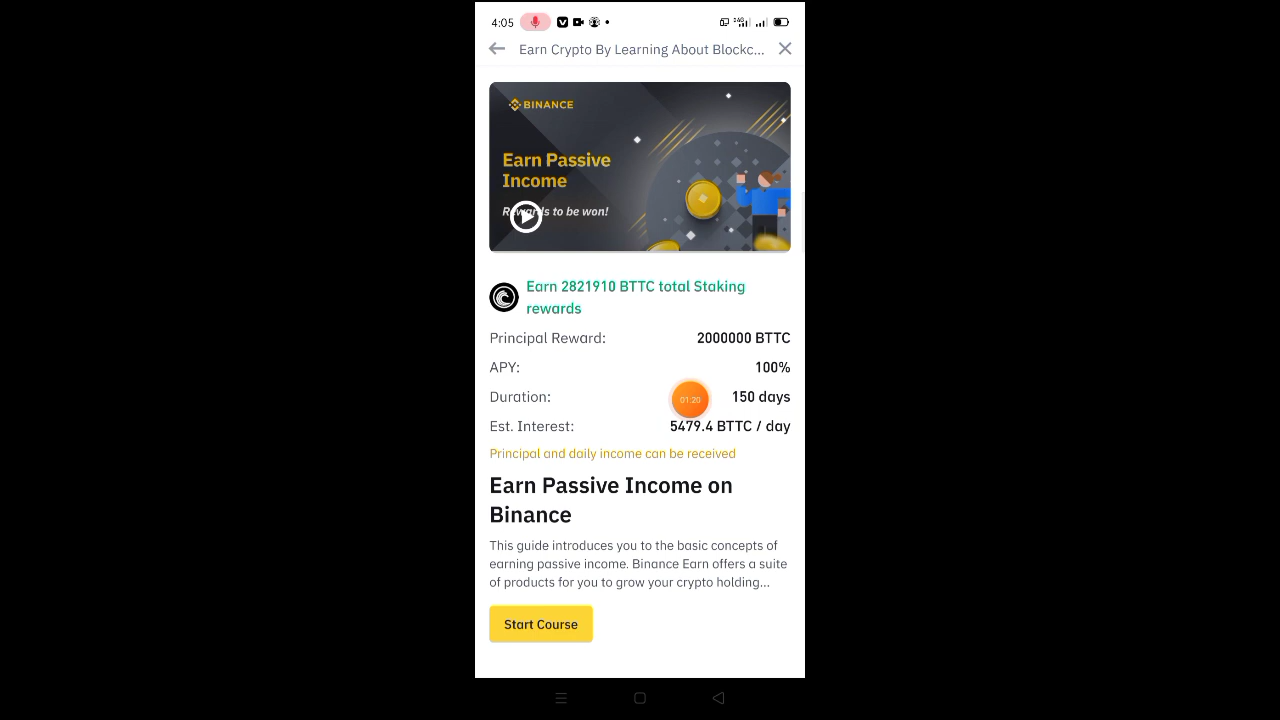 4:05
Earn Crypto By Learning About Blockc...
BINANCE
Earn Passive
Income
Rewards to be won!
Earn 2821910 BTTC total Staking
rewards
Principal Reward: 2000000 BTTC
APY: 100%
Duration: 150 days
01:20
Est. Interest: 5479.4 BTTC / day
Principal and daily income can be received
Earn Passive Income on
Binance
This guide introduces you to the basic concepts of
earning passive income. Binance Earn offers a suite
of products for you to grow your crypto holding...
Start Course